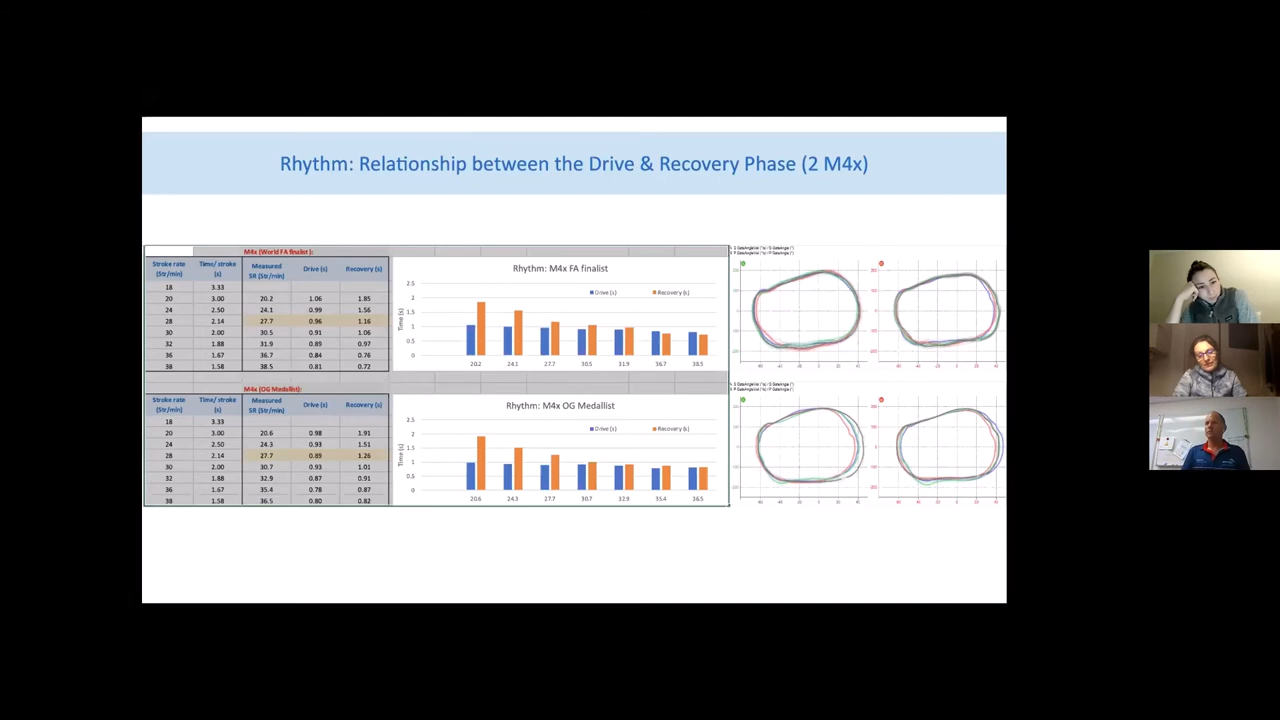 Rhythm: Relationship between the Drive & Recovery Phase (2 M4x)
M4x (World FA finalist ):
Stroke rate (Str/min) Time/ stroke (s) Measured SR (Str/min) Drive (s) Recovery (s)
18 3.33
20 3.00 20.2 1.06 1.85
24 2.50 24.1 0.99 1.56
28 2.14 27.7 0.96 1.16
30 2.00 30.5 0.91 1.06
32 1.88 31.9 0.89 0.97
36 1.67 36.7 0.84 0.76
38 1.58 38.5 0.81 0.72
Rhythm: M4x FA finalist
Drive (s) Recovery (s)
Time (s)
2.5
2
1.5
1
0.5
0
20.2 24.1 27.7 30.5 31.9 36.7 38.5
M4x (OG Medallist):
Stroke rate (Str/min) Time/ stroke (s) Measured SR (Str/min) Drive (s) Recovery (s)
18 3.33
20 3.00 20.6 0.98 1.91
24 2.50 24.3 0.93 1.51
28 2.14 27.7 0.89 1.26
30 2.00 30.7 0.93 1.01
32 1.88 32.9 0.87 0.91
36 1.67 35.4 0.78 0.87
38 1.58 36.5 0.80 0.82
Rhythm: M4x OG Medallist
Drive (s) Recovery (s)
Time (s)
2.5
2
1.5
1
0.5
0
20.6 24.3 27.7 30.7 32.9 35.4 36.5